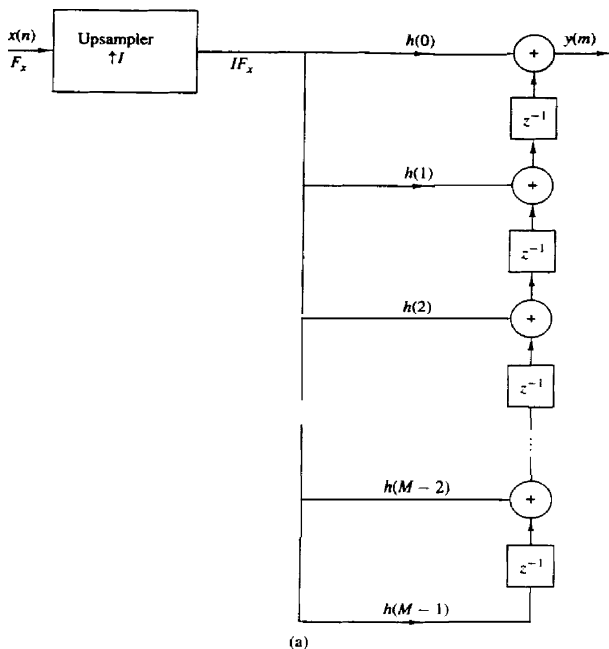 x(n)
F_x
Upsampler
↑I
IF_x
h(0)
+
y(m)
z⁻¹
h(1)
+
z⁻¹
h(2)
+
z⁻¹
h(M − 2)
+
z⁻¹
h(M − 1)
(a)